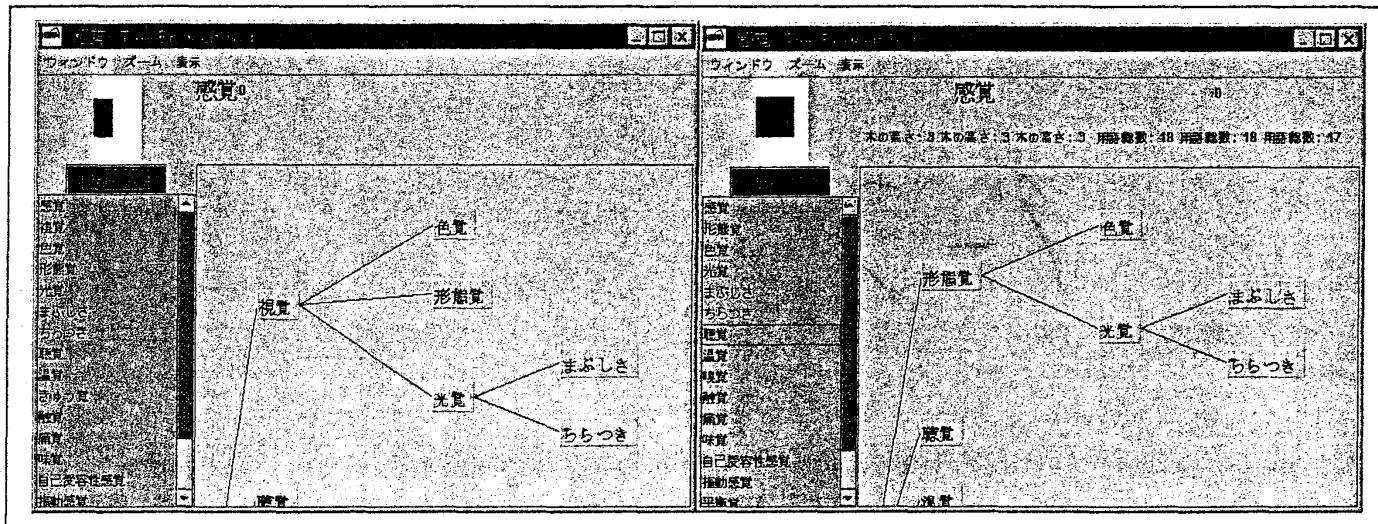 ウィンドウ ズーム 表示
感覚:0
感覚
視覚
色覚
形態覚
光覚
まぶしさ
ちらつき
聴覚
温覚
きゅう覚
触覚
痛覚
味覚
自己受容性感覚
振動感覚
色覚
視覚
形態覚
まぶしさ
光覚
ちらつき
聴覚
ウィンドウ ズーム 表示
感覚 :0
木の高さ:3 木の高さ:3 木の高さ:3 用語総数:18 用語総数:18 用語総数:17
感覚
形態覚
色覚
光覚
まぶしさ
ちらつき
聴覚
温覚
嗅覚
触覚
痛覚
味覚
自己受容性感覚
振動感覚
平衡覚
色覚
形態覚
まぶしさ
光覚
ちらつき
聴覚
温覚